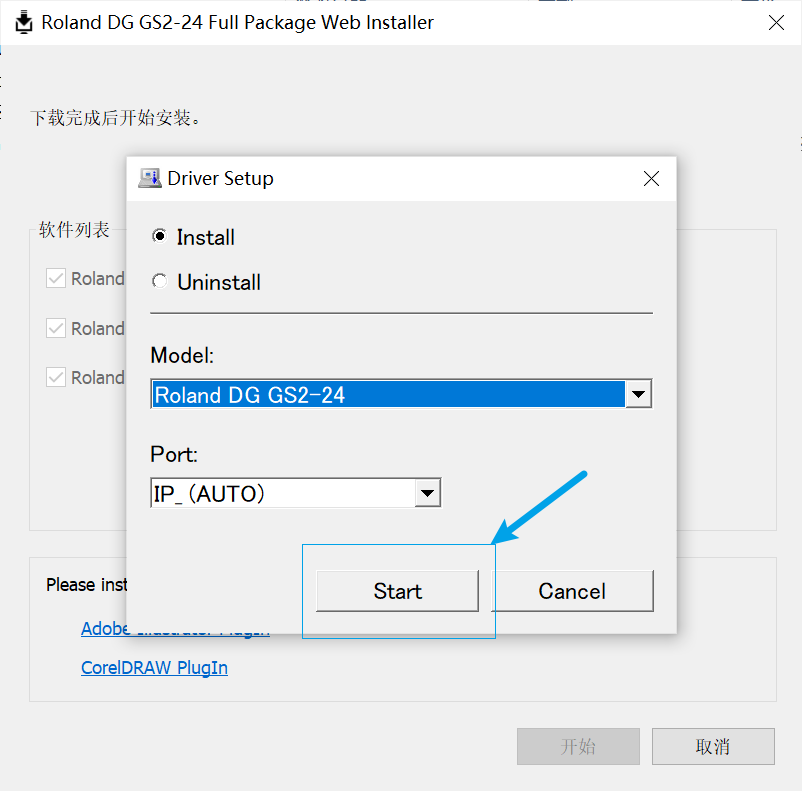 Roland DG GS2-24 Full Package Web Installer
下载完成后开始安装。
Driver Setup
Install
软件列表
Roland
Uninstall
Roland
Model:
Roland
Roland DG GS2-24
Port:
IP_(AUTO)
Please inst
Start
Cancel
Adobe Illustrator PlugIn
CorelDRAW PlugIn
开始
取消